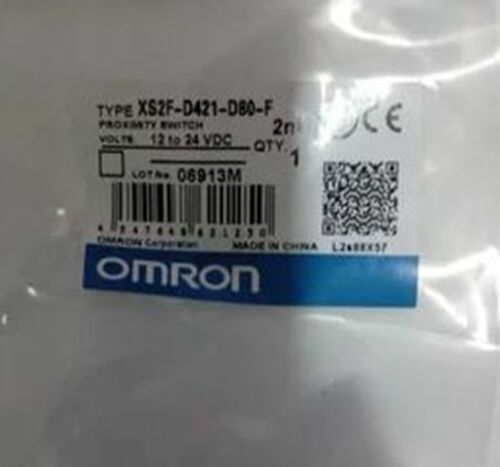 TYPE XS2F-D421-D80-F
PROXIMITY SWITCH
VOLTS 12 to 24 VDC
QTY.
1
LOT No. 06913M
OMRON Corporation MADE IN CHINA
OMRON